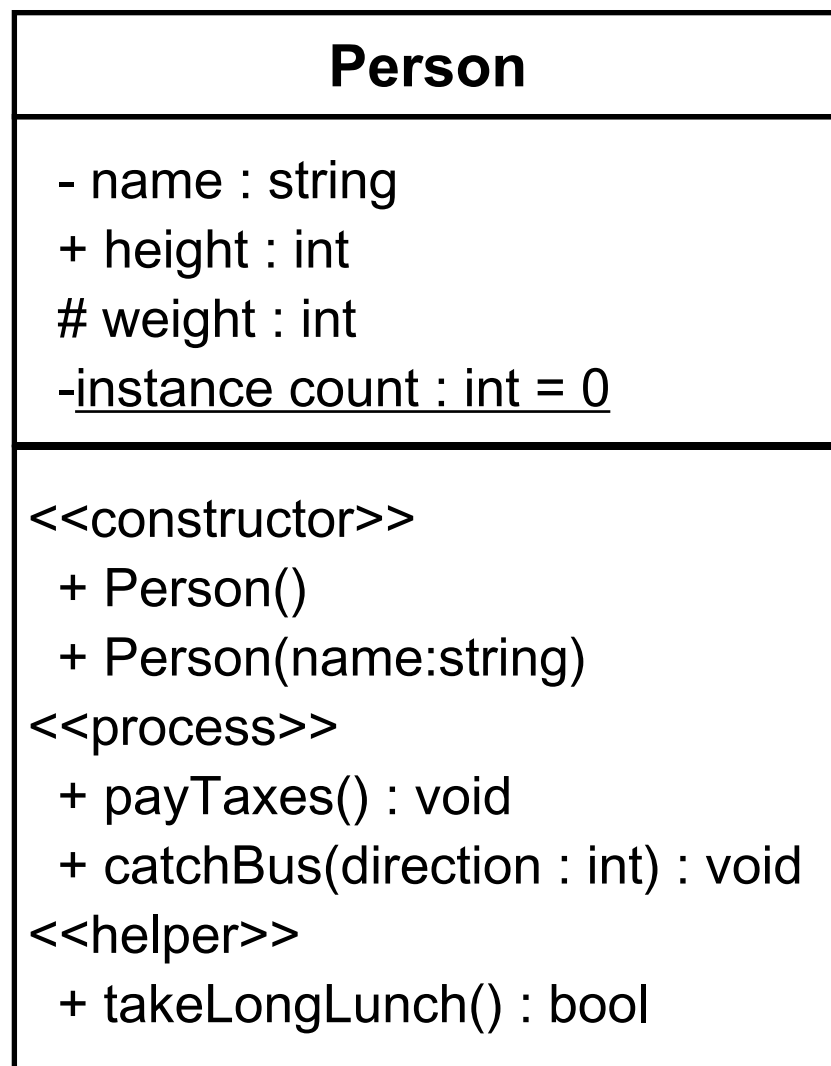 Person
- name : string
+ height : int
# weight : int
-instance count : int = 0
<<constructor>>
+ Person()
+ Person(name:string)
<<process>>
+ payTaxes() : void
+ catchBus(direction : int) : void
<<helper>>
+ takeLongLunch() : bool